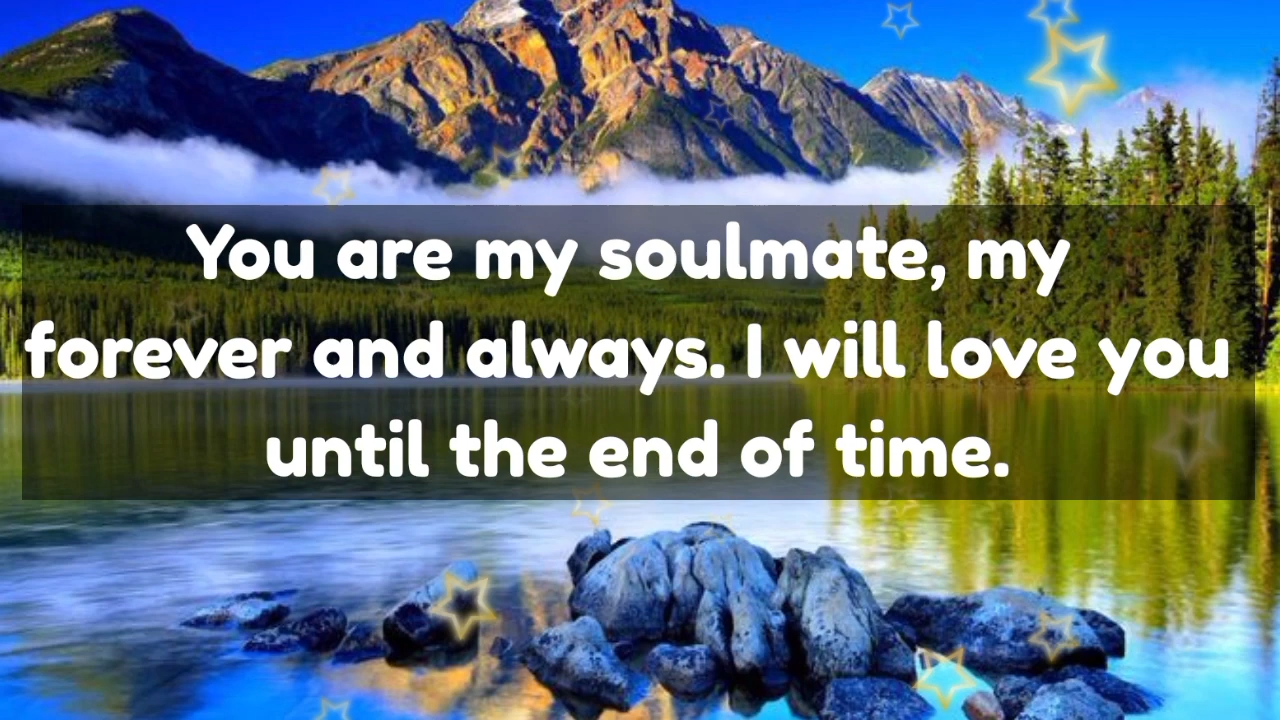 You are my soulmate, my
forever and always. I will love you
until the end of time.